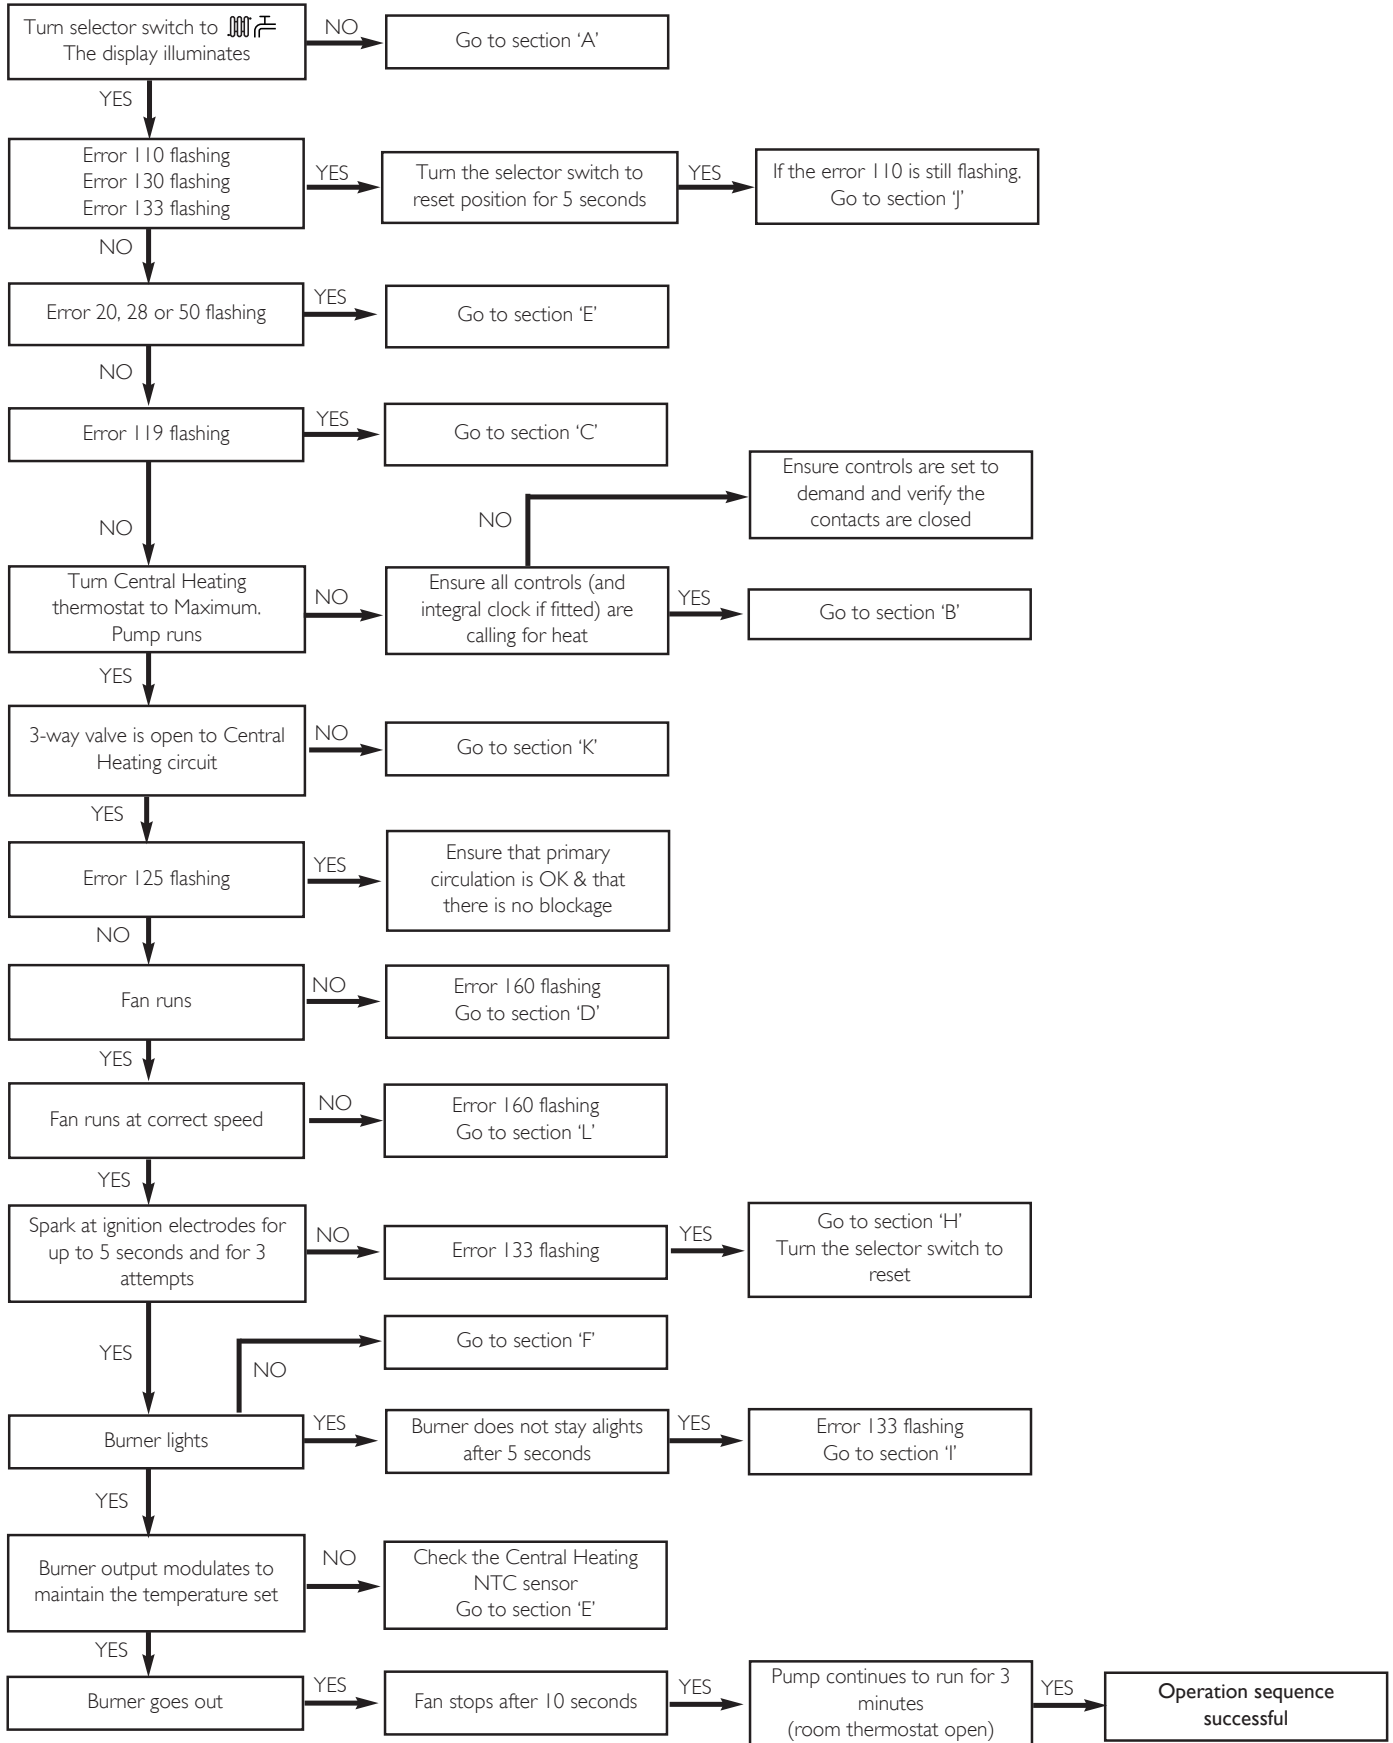 Turn selector switch to
The display illuminates
NO
Go to section ‘A’
YES
Error 110 flashing
Error 130 flashing
Error 133 flashing
YES
Turn the selector switch to
reset position for 5 seconds
YES
If the error 110 is still flashing.
Go to section ‘J’
NO
Error 20, 28 or 50 flashing
YES
Go to section ‘E’
NO
Error 119 flashing
YES
Go to section ‘C’
NO
Turn Central Heating
thermostat to Maximum.
Pump runs
NO
Ensure all controls (and
integral clock if fitted) are
calling for heat
NO
Ensure controls are set to
demand and verify the
contacts are closed
YES
Go to section ‘B’
YES
3-way valve is open to Central
Heating circuit
NO
Go to section ‘K’
YES
Error 125 flashing
YES
Ensure that primary
circulation is OK & that
there is no blockage
NO
Fan runs
NO
Error 160 flashing
Go to section ‘D’
YES
Fan runs at correct speed
NO
Error 160 flashing
Go to section ‘L’
YES
Spark at ignition electrodes for
up to 5 seconds and for 3
attempts
NO
Error 133 flashing
YES
Go to section ‘H’
Turn the selector switch to
reset
YES
NO
Go to section ‘F’
Burner lights
YES
Burner does not stay alights
after 5 seconds
YES
Error 133 flashing
Go to section ‘I’
YES
Burner output modulates to
maintain the temperature set
NO
Check the Central Heating
NTC sensor
Go to section ‘E’
YES
Burner goes out
YES
Fan stops after 10 seconds
YES
Pump continues to run for 3
minutes
(room thermostat open)
YES
Operation sequence
successful